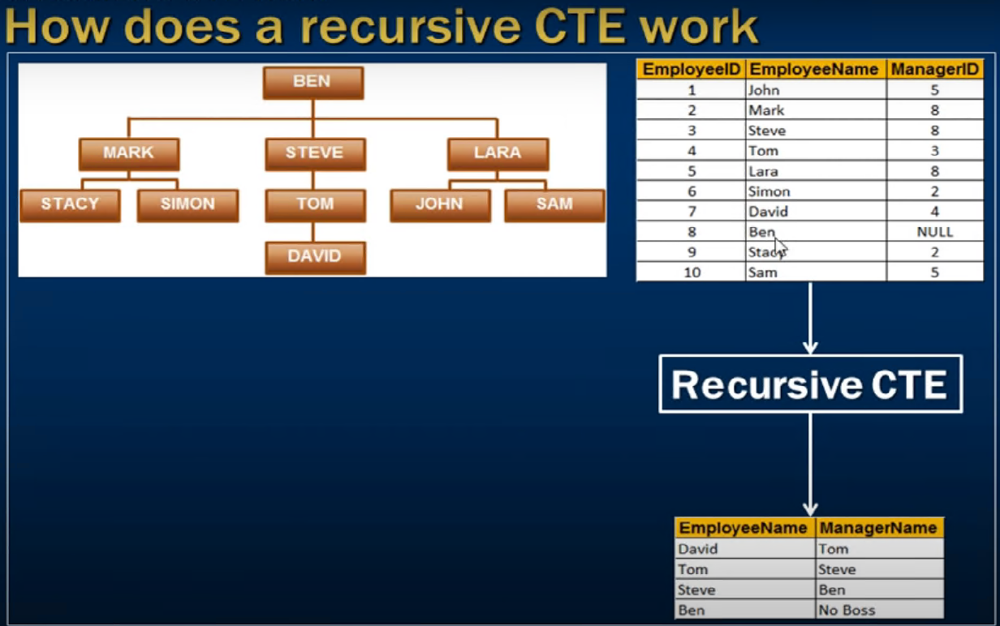 How does a recursive CTE work
BEN
MARK STEVE LARA
STACY SIMON TOM JOHN SAM
DAVID
EmployeeID EmployeeName ManagerID
1 John 5
2 Mark 8
3 Steve 8
4 Tom 3
5 Lara 8
6 Simon 2
7 David 4
8 Ben NULL
9 Stacy 2
10 Sam 5
Recursive CTE
EmployeeName ManagerName
David Tom
Tom Steve
Steve Ben
Ben No Boss